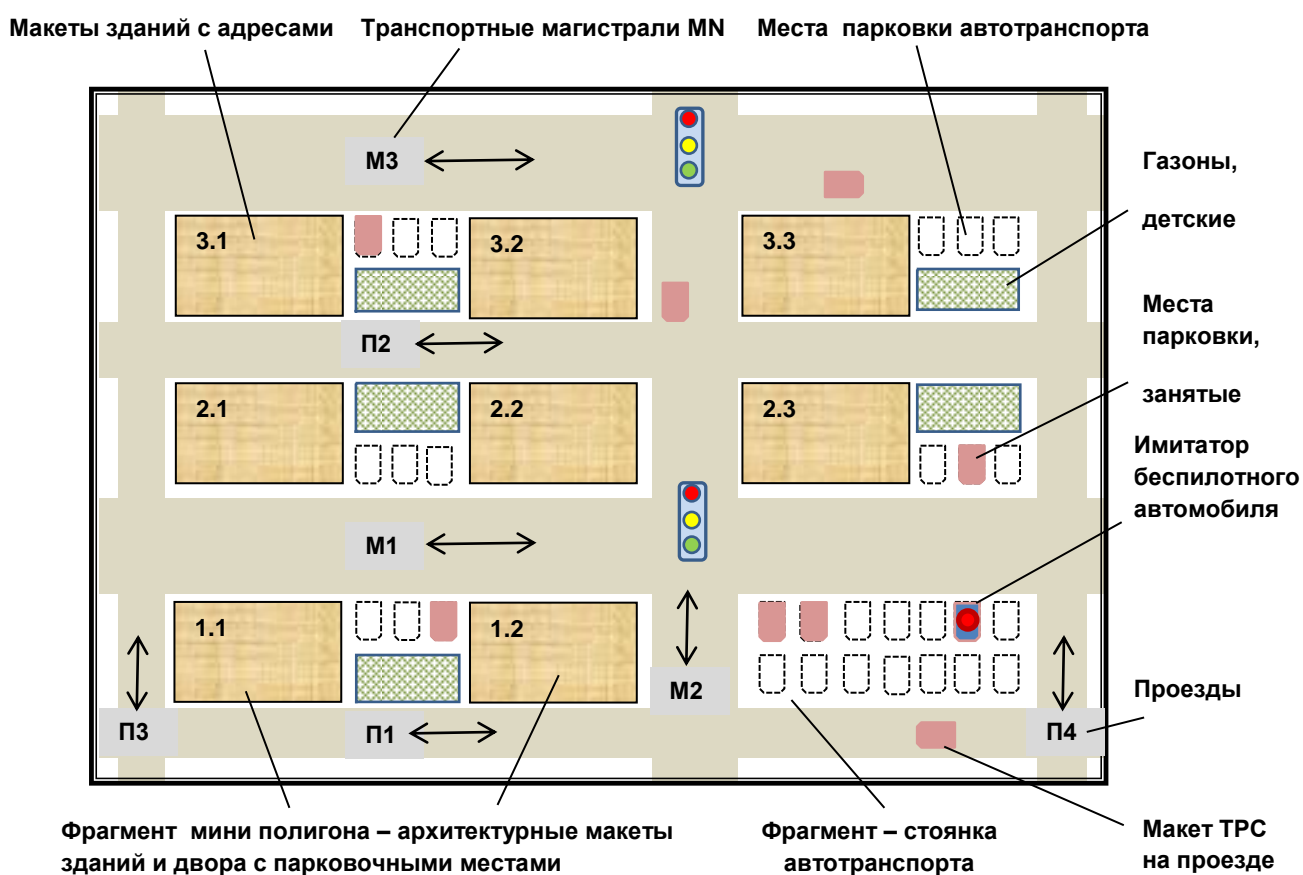 Макеты зданий с адресами
Транспортные магистрали MN
Места парковки автотранспорта
М3
Газоны,
детские
3.1
3.2
3.3
Места
парковки,
занятые
П2
2.1
2.2
2.3
Имитатор
беспилотного
автомобиля
М1
1.1
1.2
М2
Проезды
П3
П1
П4
Фрагмент мини полигона – архитектурные макеты
зданий и двора с парковочными местами
Фрагмент – стоянка
автотранспорта
Макет ТРС
на проезде